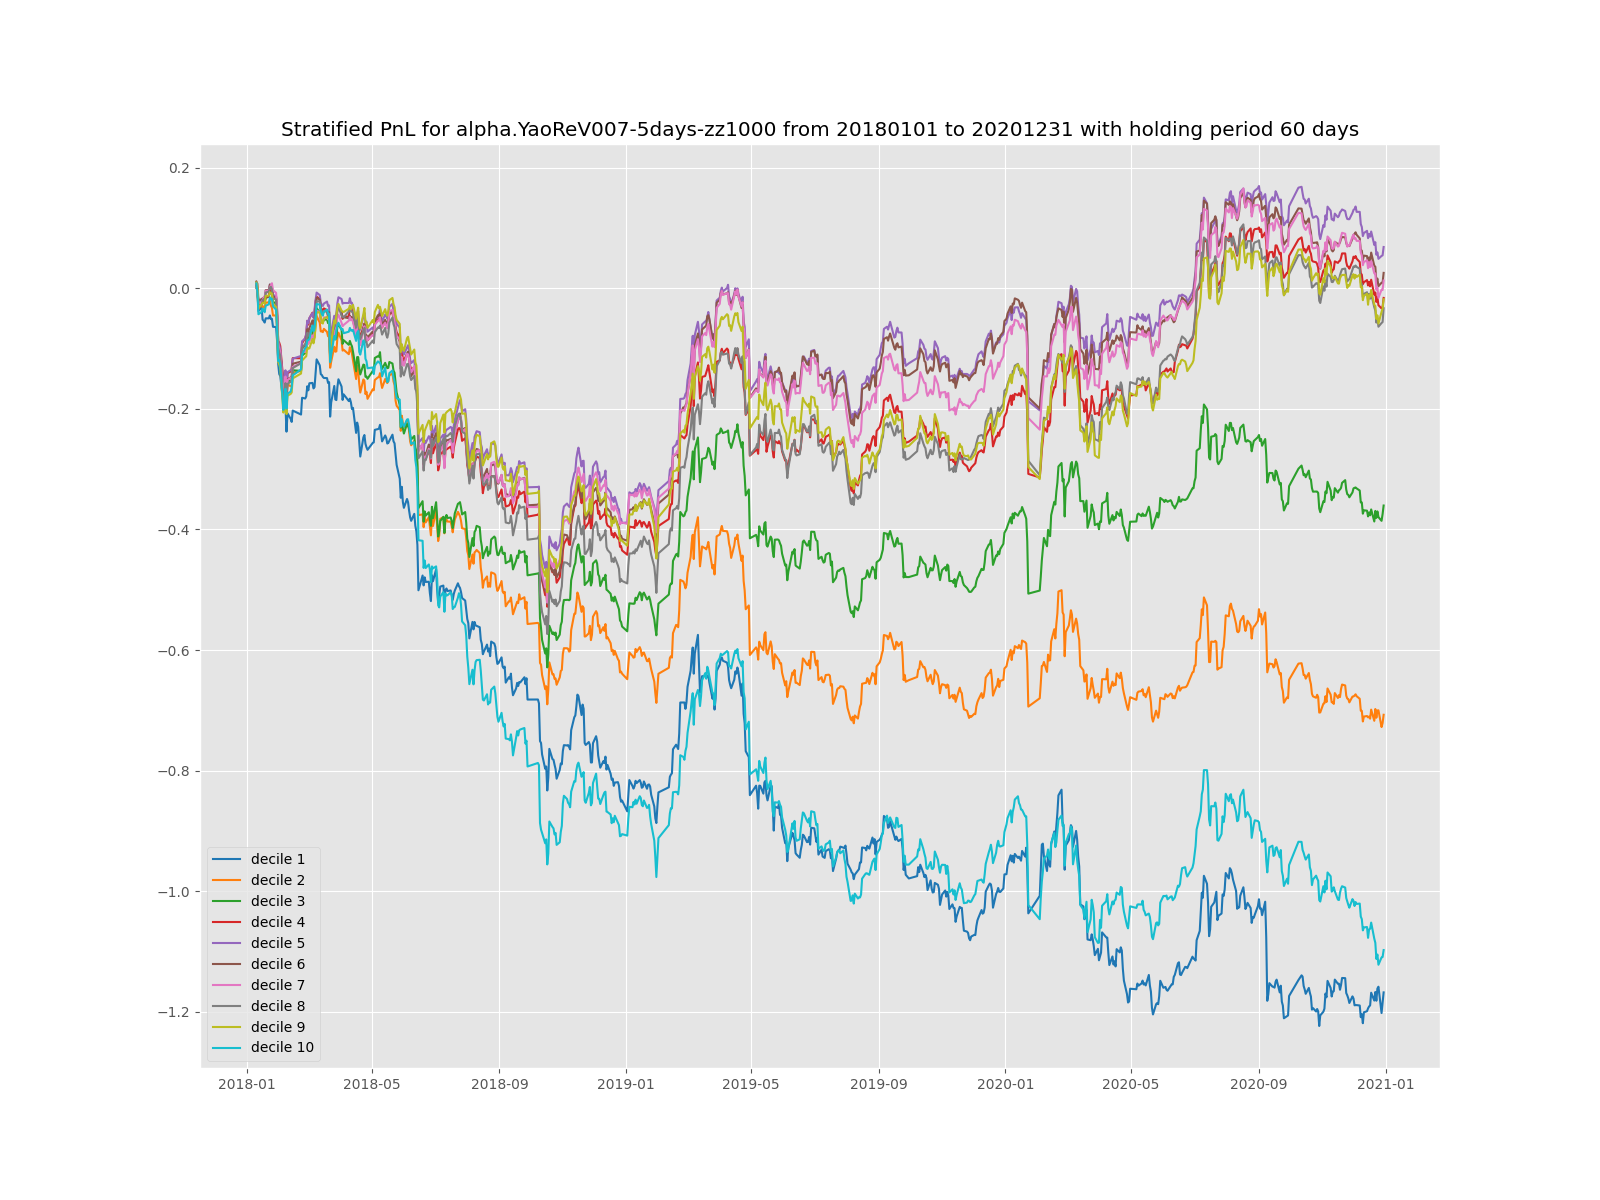 Stratified PnL for alpha.YaoReV007-5days-zz1000 from 20180101 to 20201231 with holding period 60 days
0.2
0.0
−0.2
−0.4
−0.6
−0.8
−1.0
−1.2
decile 1
decile 2
decile 3
decile 4
decile 5
decile 6
decile 7
decile 8
decile 9
decile 10
2018-01 2018-05 2018-09 2019-01 2019-05 2019-09 2020-01 2020-05 2020-09 2021-01